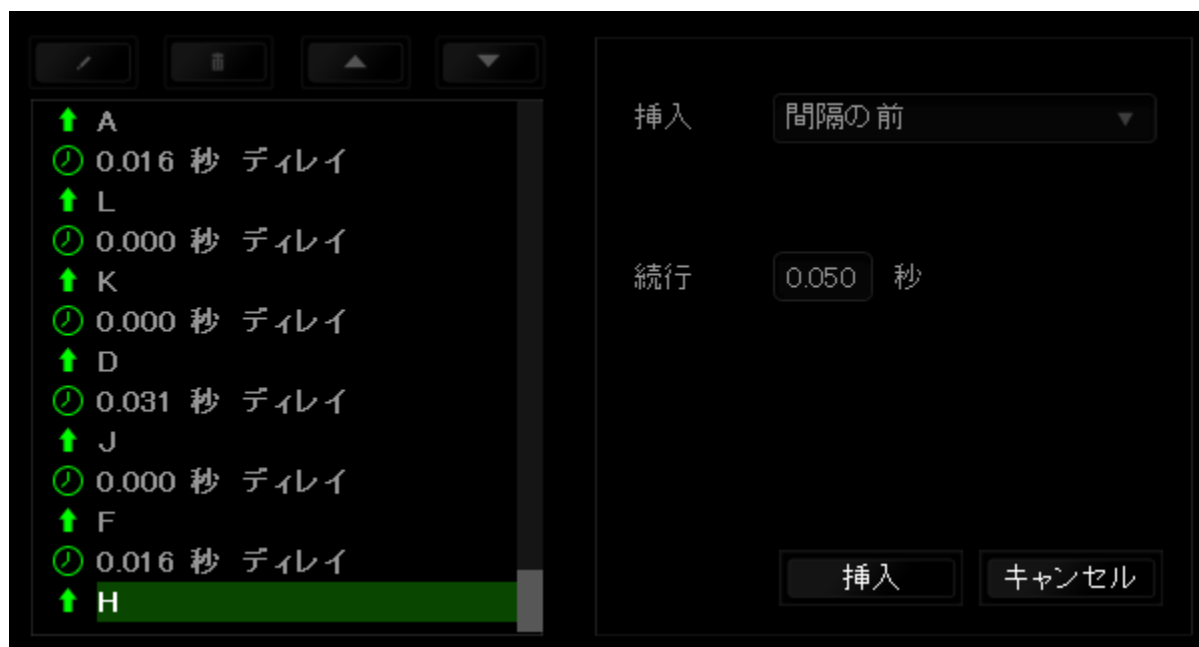 A
0.016 秒 ディレイ
L
0.000 秒 ディレイ
K
0.000 秒 ディレイ
D
0.031 秒 ディレイ
J
0.000 秒 ディレイ
F
0.016 秒 ディレイ
H
挿入 間隔の前
続行 0.050 秒
挿入 キャンセル